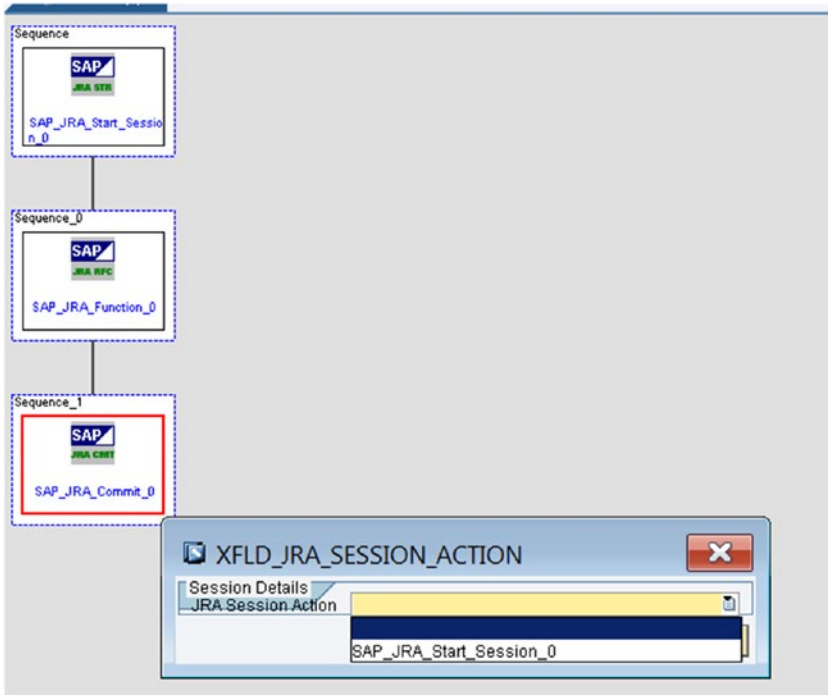 Sequence
SAP
JRA STR
SAP_JRA_Start_Sessio
n_0
Sequence_0
SAP
JRA RFC
SAP_JRA_Function_0
Sequence_1
SAP
JRA CMT
SAP_JRA_Commit_0
XFLD_JRA_SESSION_ACTION
Session Details
JRA Session Action
SAP_JRA_Start_Session_0